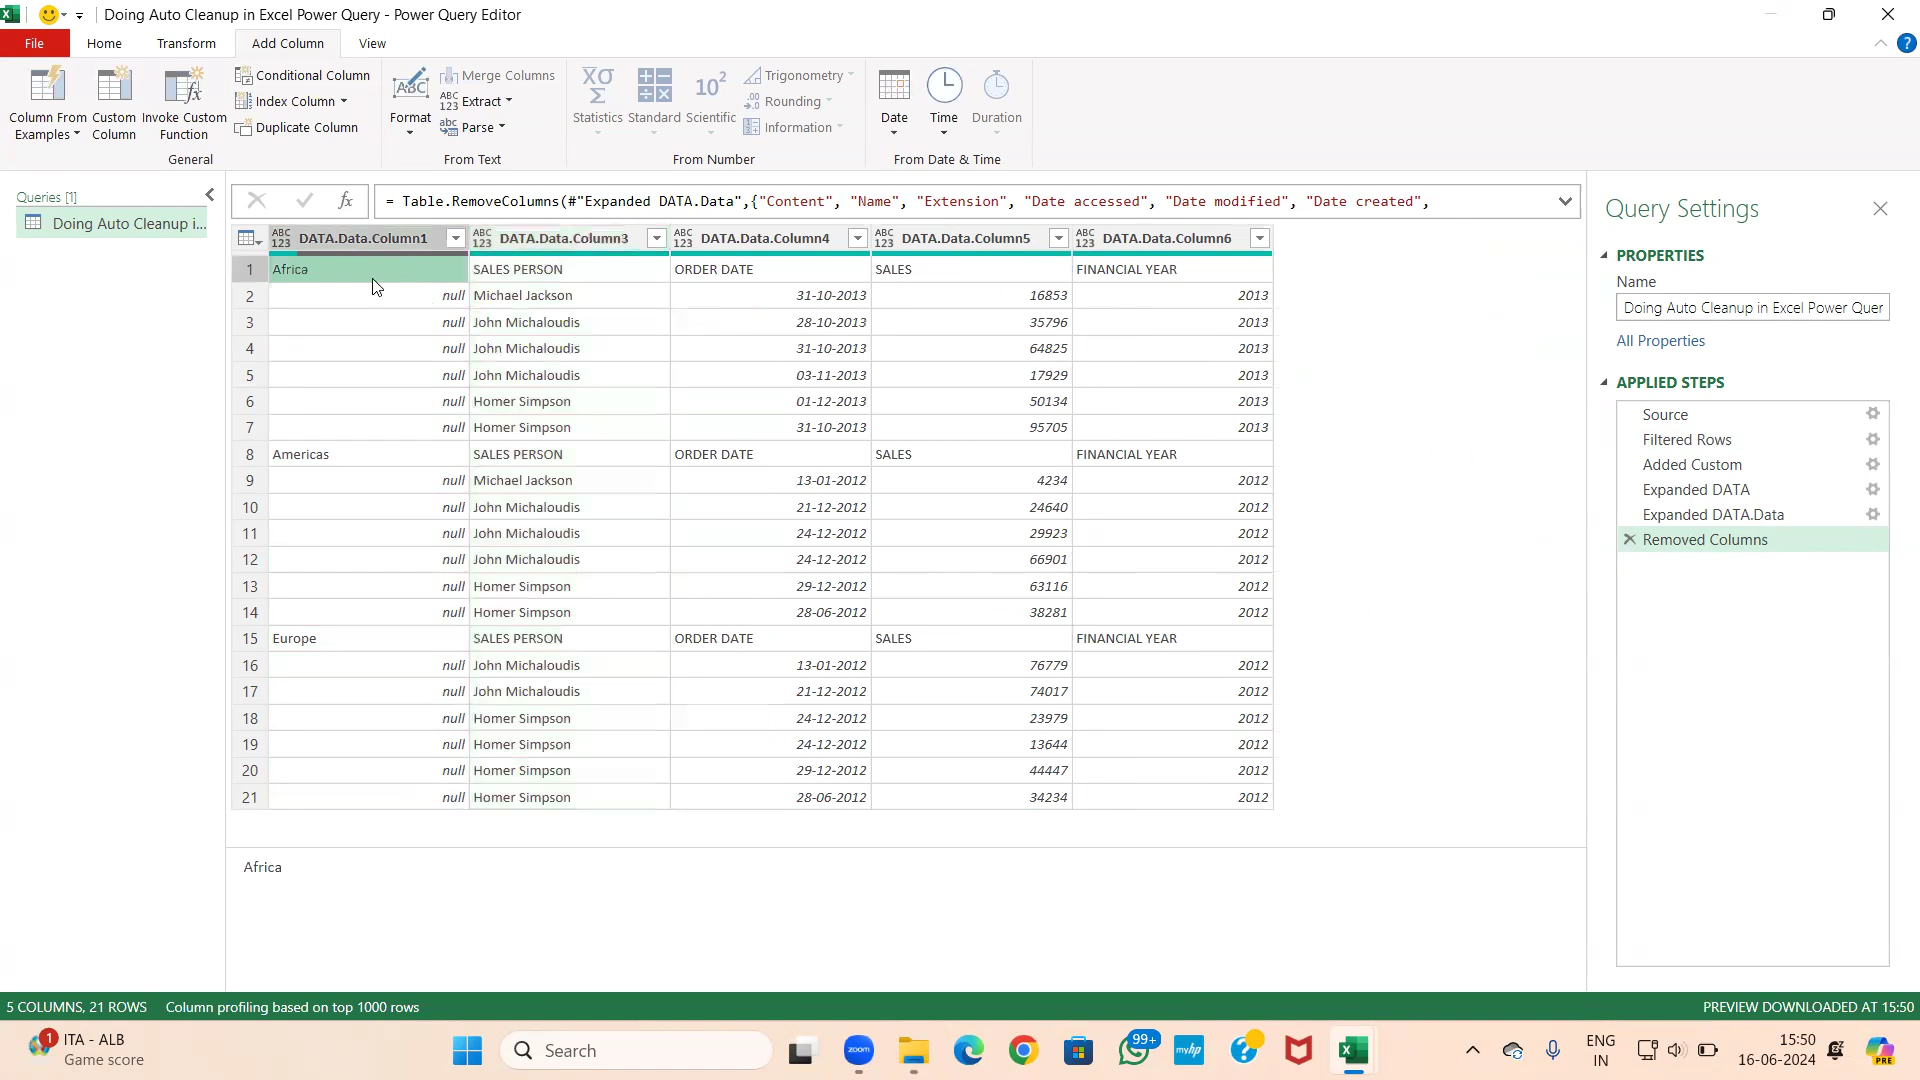 Doing Auto Cleanup in Excel Power Query - Power Query Editor
File Home Transform Add Column View
Column From Examples
Custom Column
Invoke Custom Function
Conditional Column
Index Column
Duplicate Column
General
Format
Merge Columns
Extract
Parse
From Text
Statistics
Standard
Scientific
Trigonometry
Rounding
Information
From Number
Date
Time
Duration
From Date & Time
Queries [1]
Doing Auto Cleanup i...
= Table.RemoveColumns(#"Expanded DATA.Data",{"Content", "Name", "Extension", "Date accessed", "Date modified", "Date created",
DATA.Data.Column1 DATA.Data.Column3 DATA.Data.Column4 DATA.Data.Column5 DATA.Data.Column6
1 Africa SALES PERSON ORDER DATE SALES FINANCIAL YEAR
2 null Michael Jackson 31-10-2013 16853 2013
3 null John Michaloudis 28-10-2013 35796 2013
4 null John Michaloudis 31-10-2013 64825 2013
5 null John Michaloudis 03-11-2013 17929 2013
6 null Homer Simpson 01-12-2013 50134 2013
7 null Homer Simpson 31-10-2013 95705 2013
8 Americas SALES PERSON ORDER DATE SALES FINANCIAL YEAR
9 null Michael Jackson 13-01-2012 4234 2012
10 null John Michaloudis 21-12-2012 24640 2012
11 null John Michaloudis 24-12-2012 29923 2012
12 null John Michaloudis 24-12-2012 66901 2012
13 null Homer Simpson 29-12-2012 63116 2012
14 null Homer Simpson 28-06-2012 38281 2012
15 Europe SALES PERSON ORDER DATE SALES FINANCIAL YEAR
16 null John Michaloudis 13-01-2012 76779 2012
17 null John Michaloudis 21-12-2012 74017 2012
18 null Homer Simpson 24-12-2012 23979 2012
19 null Homer Simpson 24-12-2012 13644 2012
20 null Homer Simpson 29-12-2012 44447 2012
21 null Homer Simpson 28-06-2012 34234 2012
Africa
Query Settings
PROPERTIES
Name
Doing Auto Cleanup in Excel Power Quer
All Properties
APPLIED STEPS
Source
Filtered Rows
Added Custom
Expanded DATA
Expanded DATA.Data
Removed Columns
5 COLUMNS, 21 ROWS Column profiling based on top 1000 rows PREVIEW DOWNLOADED AT 15:50
1
ITA - ALB
Game score
Search
zoom
99+
myhp
ENG
IN
15:50
16-06-2024
PRE